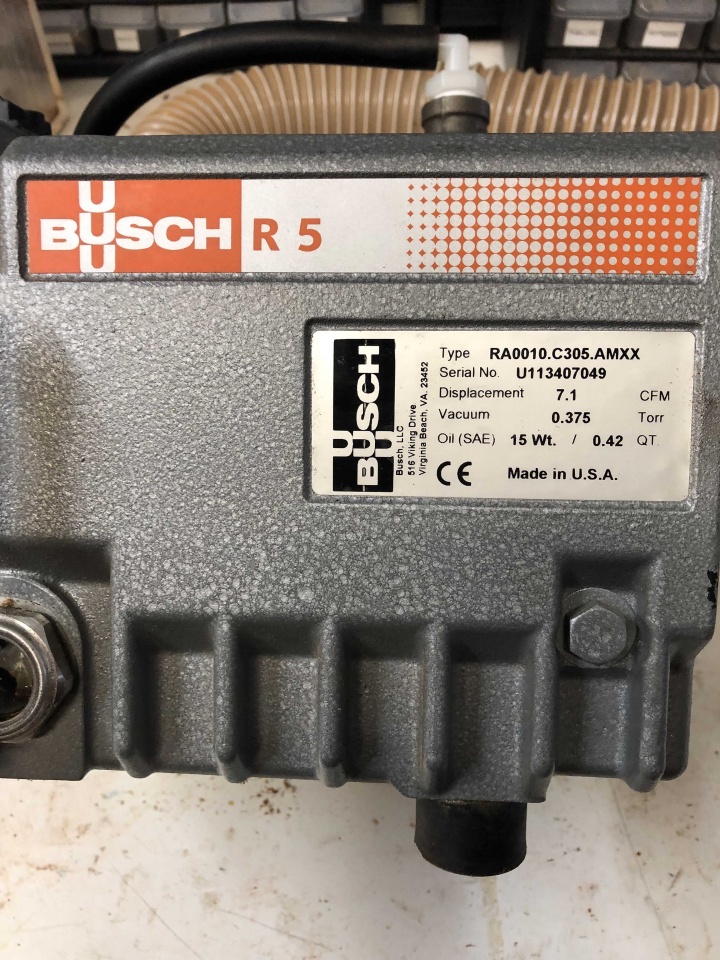 BUSCH R 5
BUSCH
Busch, LLC
516 Viking Drive
Virginia Beach, VA. 23452
Type RA0010.C305.AMXX
Serial No. U113407049
Displacement 7.1 CFM
Vacuum 0.375 Torr
Oil (SAE) 15 Wt. / 0.42 QT.
CE Made in U.S.A.